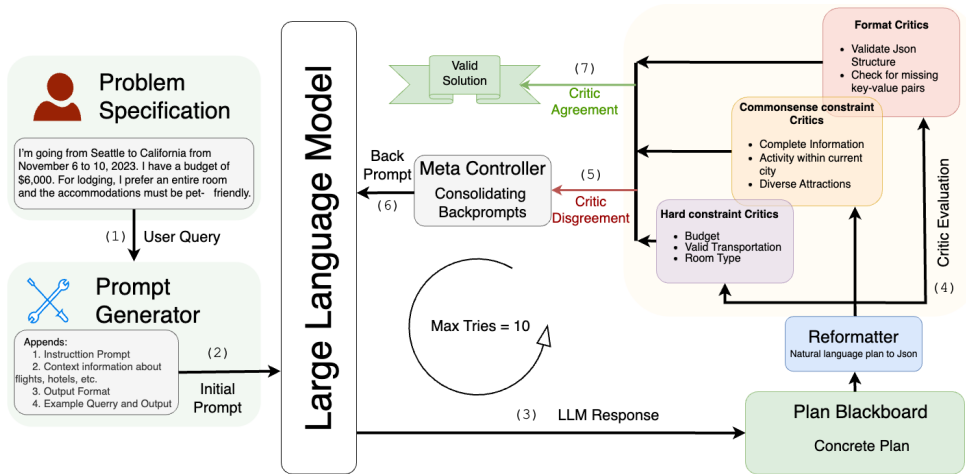 Problem
Specification
I'm going from Seattle to California from
November 6 to 10, 2023. I have a budget of
$6,000. For lodging, I prefer an entire room
and the accommodations must be pet- friendly.
(1)
User Query
Prompt
Generator
Appends:
1. Instructtion Prompt
2. Context information about
flights, hotels, etc.
3. Output Format
4. Example Querry and Output
(2)
Initial
Prompt
Large Language Model
Valid
Solution
(7)
Critic
Agreement
Back
Prompt
(6)
Meta Controller
Consolidating
Backprompts
(5)
Critic
Disgreement
Max Tries = 10
(3)
LLM Response
Format Critics
• Validate Json
Structure
• Check for missing
key-value pairs
Commonsense constraint
Critics
• Complete Information
• Activity within current
city
• Diverse Attractions
Hard constraint Critics
• Budget
• Valid Transportation
• Room Type
Critic Evaluation
(4)
Reformatter
Natural language plan to Json
Plan Blackboard
Concrete Plan